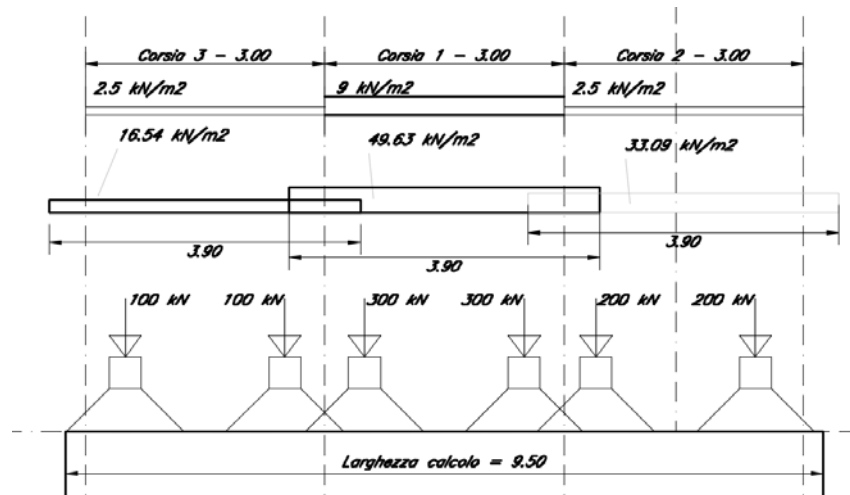 Corsia 3 - 3.00
Corsia 1 - 3.00
Corsia 2 - 3.00
2.5 kN/m2
9 kN/m2
2.5 kN/m2
16.54 kN/m2
49.63 kN/m2
33.09 kN/m2
3.90
3.90
3.90
100 kN
100 kN
300 kN
300 kN
200 kN
200 kN
Larghezza calcolo = 9.50